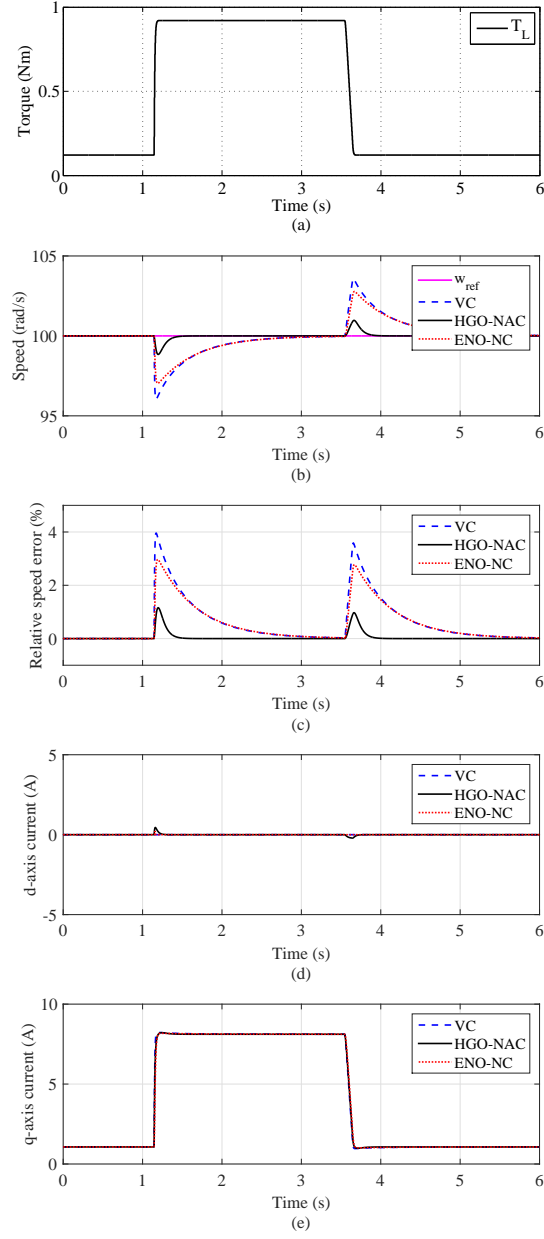 1
0.5
0
Torque (Nm)
T_L
0 1 2 3 4 5 6
Time (s)
(a)
105
100
95
Speed (rad/s)
w_ref
VC
HGO-NAC
ENO-NC
0 1 2 3 4 5 6
Time (s)
(b)
4
2
0
Relative speed error (%)
VC
HGO-NAC
ENO-NC
0 1 2 3 4 5 6
Time (s)
(c)
5
0
-5
d-axis current (A)
VC
HGO-NAC
ENO-NC
0 1 2 3 4 5 6
Time (s)
(d)
10
5
0
q-axis current (A)
VC
HGO-NAC
ENO-NC
0 1 2 3 4 5 6
Time (s)
(e)